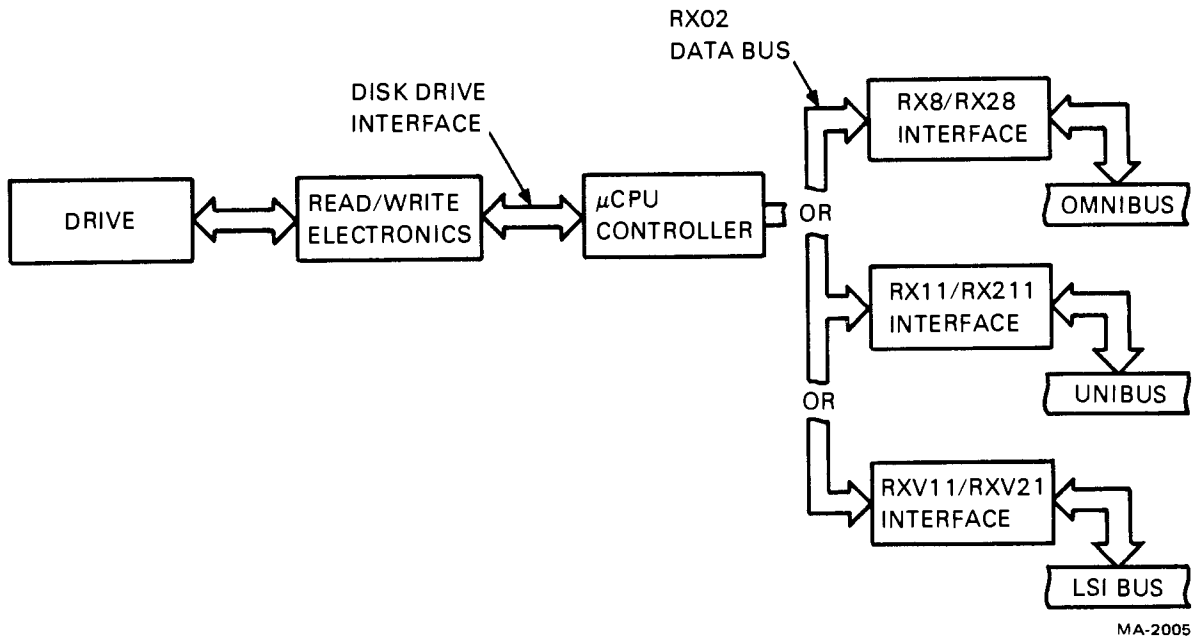 RX02
DATA BUS
DISK DRIVE
INTERFACE
DRIVE
READ/WRITE
ELECTRONICS
μCPU
CONTROLLER
RX8/RX28
INTERFACE
OMNIBUS
OR
RX11/RX211
INTERFACE
UNIBUS
OR
RXV11/RXV21
INTERFACE
LSI BUS
MA-2005